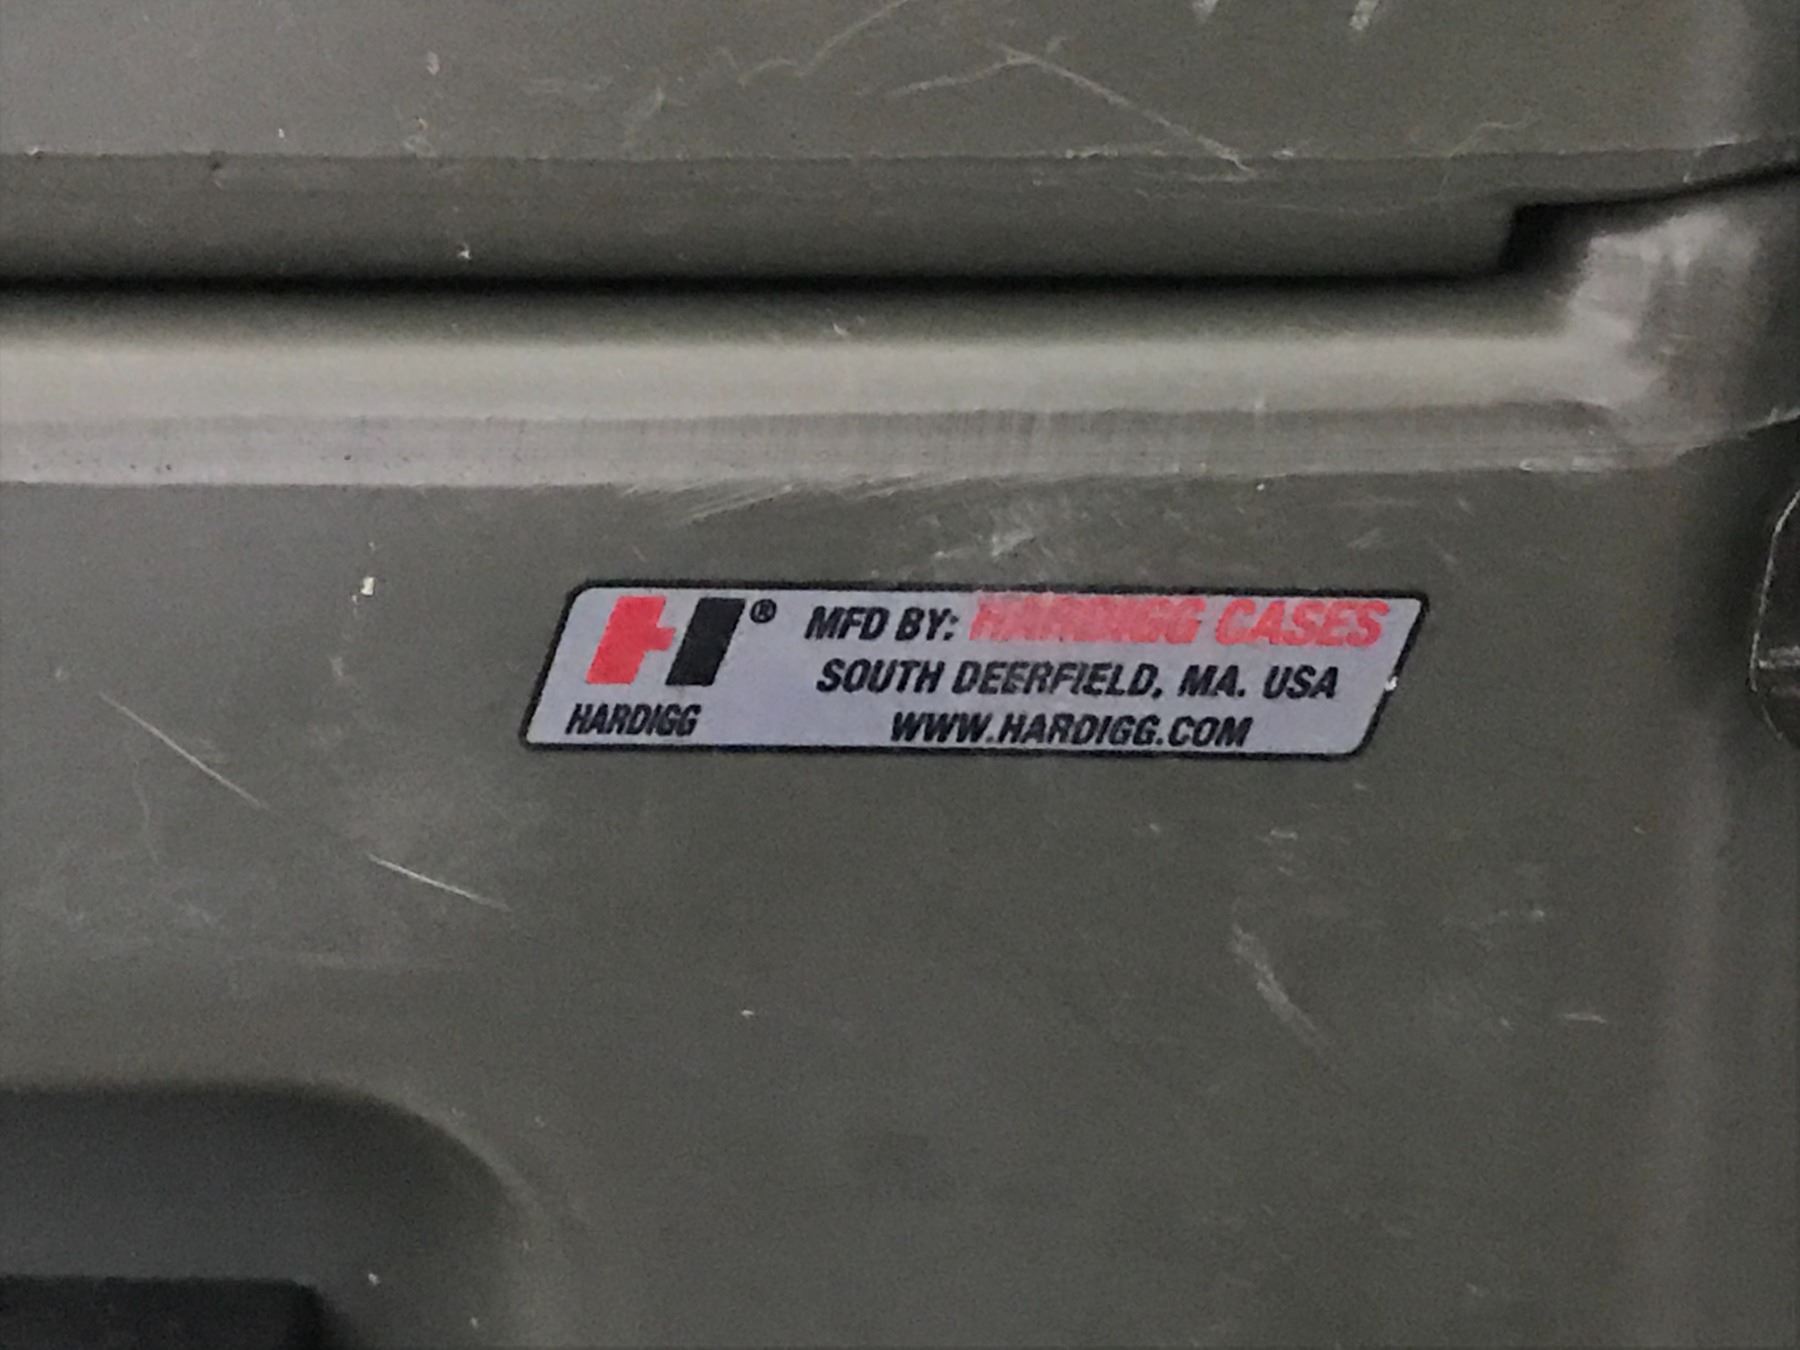 H® MFD BY: HARDIGG CASES
SOUTH DEERFIELD, MA. USA
HARDIGG WWW.HARDIGG.COM